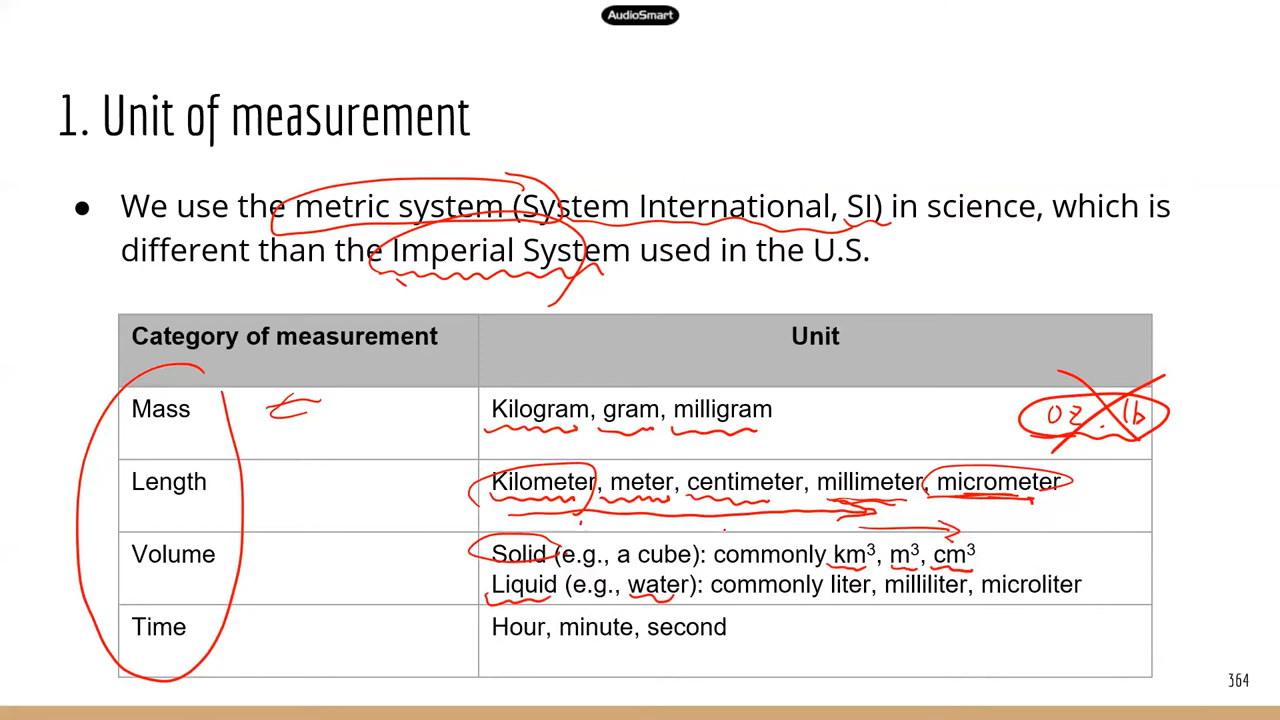 AudioSmart
1. Unit of measurement
● We use the metric system (System International, SI) in science, which is
different than the Imperial System used in the U.S.
Category of measurement Unit
Mass Kilogram, gram, milligram oz. lb
Length Kilometer, meter, centimeter, millimeter, micrometer
Volume Solid (e.g., a cube): commonly km³, m³, cm³
Liquid (e.g., water): commonly liter, milliliter, microliter
Time Hour, minute, second
364